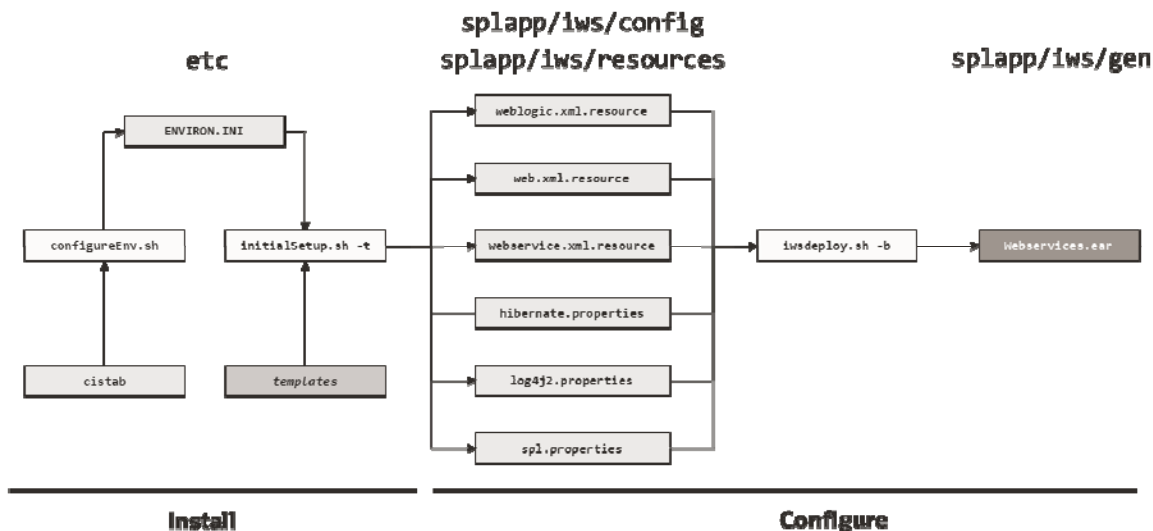 splapp/iws/config
etc
splapp/iws/resources
splapp/iws/gen
weblogic.xml.resource
ENVIRON.INI
web.xml.resource
configureEnv.sh
initialSetup.sh -t
webservice.xml.resource
iwsdeploy.sh -b
Webservices.ear
hibernate.properties
cistab
templates
log4j2.properties
spl.properties
Install
Configure